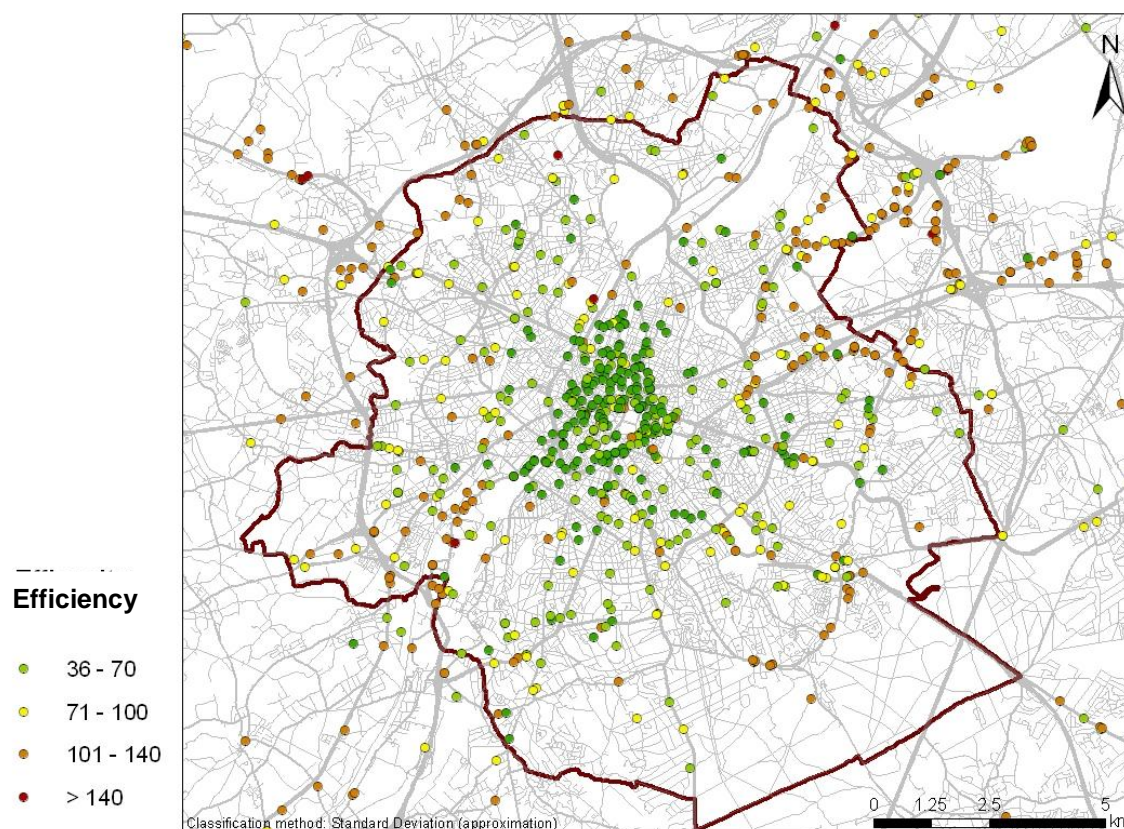 N
Efficiency
36 - 70
71 - 100
101 - 140
> 140
0 1.25 2.5 5
km
Classification method: Standard Deviation (approximation)